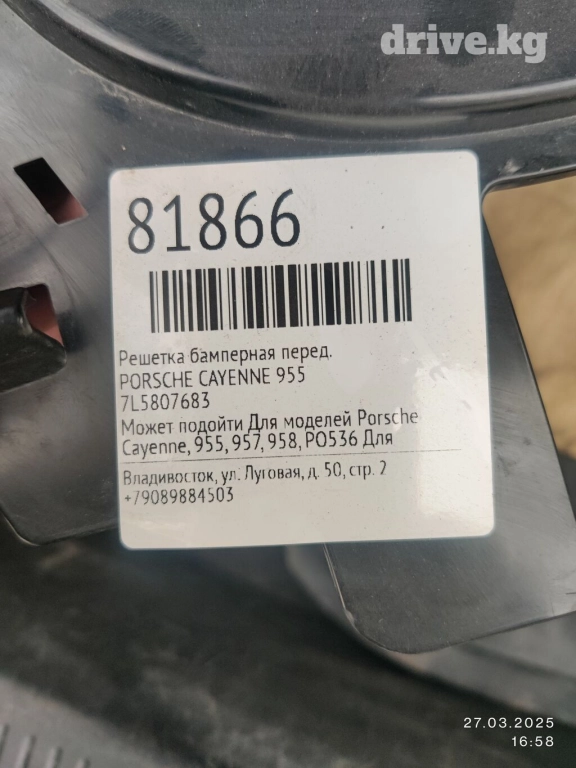 drive.kg
81866
Решетка бамперная перед.
PORSCHE CAYENNE 955
7L5807683
Может подойти Для моделей Porsche
Cayenne, 955, 957, 958, PO536 Для
Владивосток, ул. Луговая, д. 50, стр. 2
+79089884503
27.03.2025
16:58